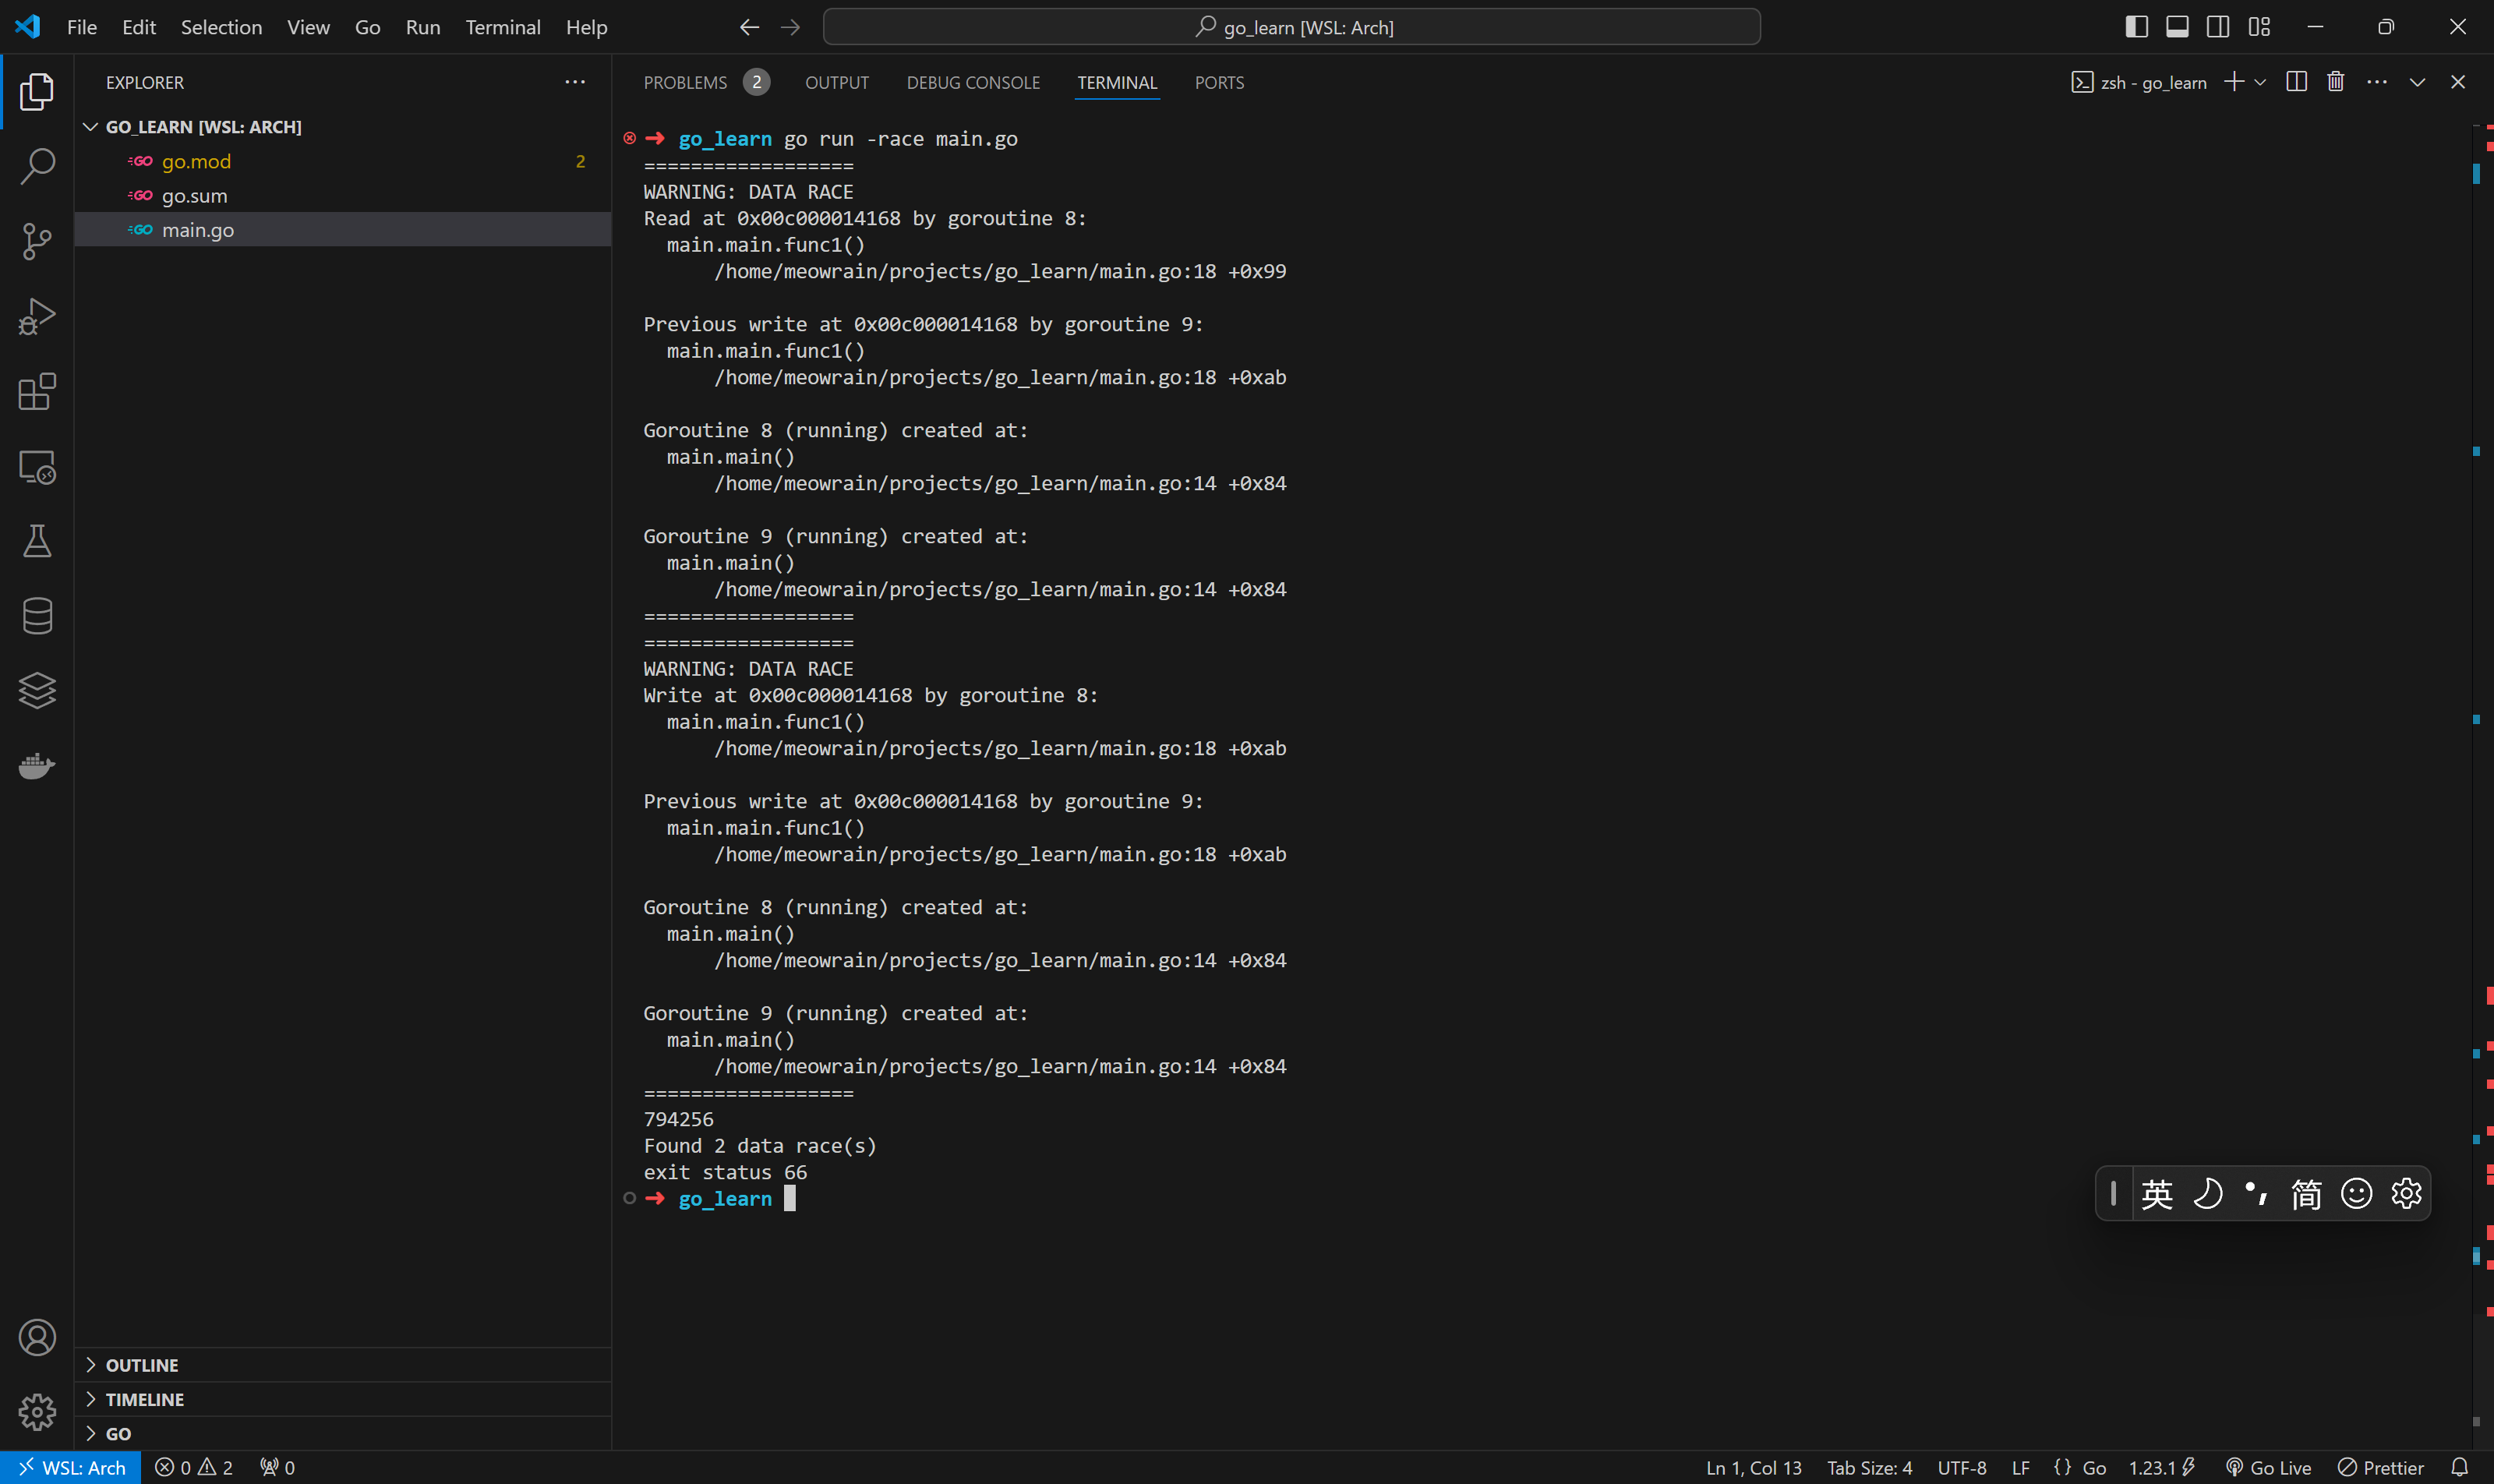 File Edit Selection View Go Run Terminal Help
go_learn [WSL: Arch]
EXPLORER
GO_LEARN [WSL: ARCH]
go.mod 2
go.sum
main.go
OUTLINE
TIMELINE
GO
PROBLEMS 2 OUTPUT DEBUG CONSOLE TERMINAL PORTS
zsh - go_learn
➜ go_learn go run -race main.go
==================
WARNING: DATA RACE
Read at 0x00c000014168 by goroutine 8:
main.main.func1()
/home/meowrain/projects/go_learn/main.go:18 +0x99
Previous write at 0x00c000014168 by goroutine 9:
main.main.func1()
/home/meowrain/projects/go_learn/main.go:18 +0xab
Goroutine 8 (running) created at:
main.main()
/home/meowrain/projects/go_learn/main.go:14 +0x84
Goroutine 9 (running) created at:
main.main()
/home/meowrain/projects/go_learn/main.go:14 +0x84
==================
==================
WARNING: DATA RACE
Write at 0x00c000014168 by goroutine 8:
main.main.func1()
/home/meowrain/projects/go_learn/main.go:18 +0xab
Previous write at 0x00c000014168 by goroutine 9:
main.main.func1()
/home/meowrain/projects/go_learn/main.go:18 +0xab
Goroutine 8 (running) created at:
main.main()
/home/meowrain/projects/go_learn/main.go:14 +0x84
Goroutine 9 (running) created at:
main.main()
/home/meowrain/projects/go_learn/main.go:14 +0x84
==================
794256
Found 2 data race(s)
exit status 66
➜ go_learn
英 简
WSL: Arch 0 2 0
Ln 1, Col 13 Tab Size: 4 UTF-8 LF {} Go 1.23.1 Go Live Prettier